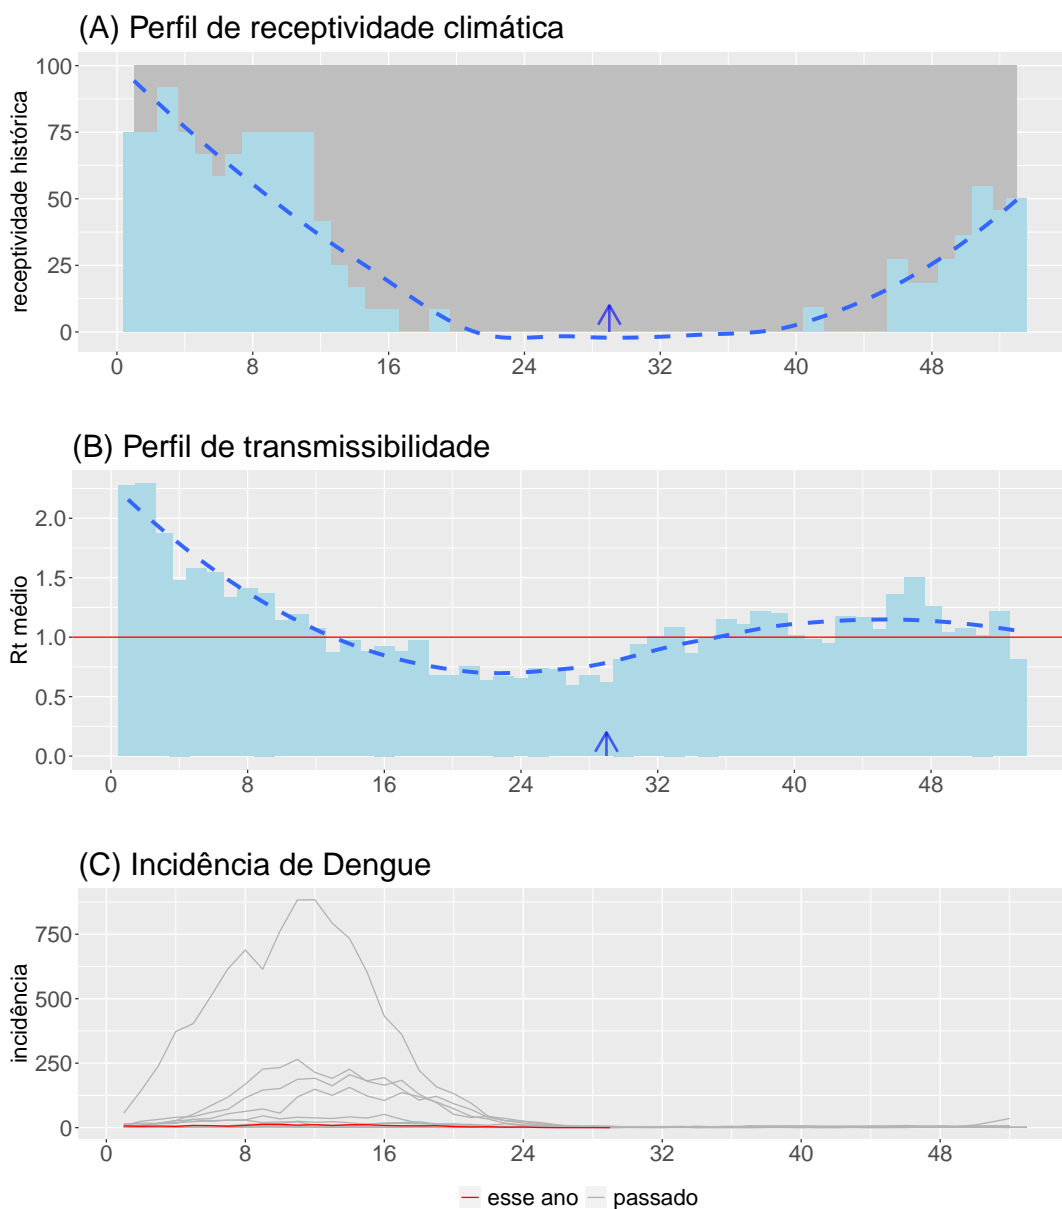 (A) Perfil de receptividade climática
receptividade histórica
100
75
50
25
0
0 8 16 24 32 40 48
(B) Perfil de transmissibilidade
Rt médio
2.0
1.5
1.0
0.5
0.0
0 8 16 24 32 40 48
(C) Incidência de Dengue
incidência
750
500
250
0
0 8 16 24 32 40 48
esse ano passado